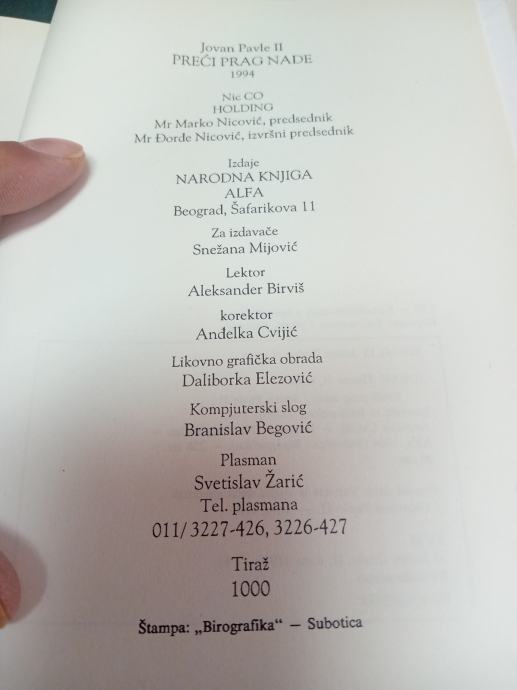 Jovan Pavle II
PREĆI PRAG NADE
1994
Nic CO
HOLDING
Mr Marko Nicović, predsednik
Mr Đorđe Nicović, izvršni predsednik
Izdaje
NARODNA KNJIGA
ALFA
Beograd, Šafarikova 11
Za izdavače
Snežana Mijović
Lektor
Aleksander Birviš
korektor
Anđelka Cvijić
Likovno grafička obrada
Daliborka Elezović
Kompjuterski slog
Branislav Begović
Plasman
Svetislav Žarić
Tel. plasmana
011/3227-426, 3226-427
Tiraž
1000
Štampa: „Birografika“ — Subotica